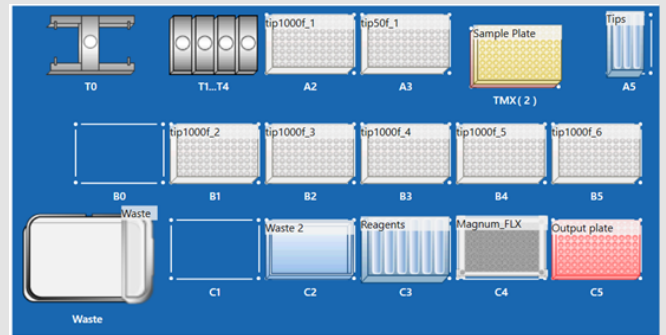 tip1000f_1
tip50f_1
Sample Plate
Tips
T0
T1...T4
A2
A3
TMX ( 2 )
A5
tip1000f_2
tip1000f_3
tip1000f_4
tip1000f_5
tip1000f_6
B0
B1
B2
B3
B4
B5
Waste
Waste 2
Reagents
Magnum_FLX
Output plate
C1
C2
C3
C4
C5
Waste